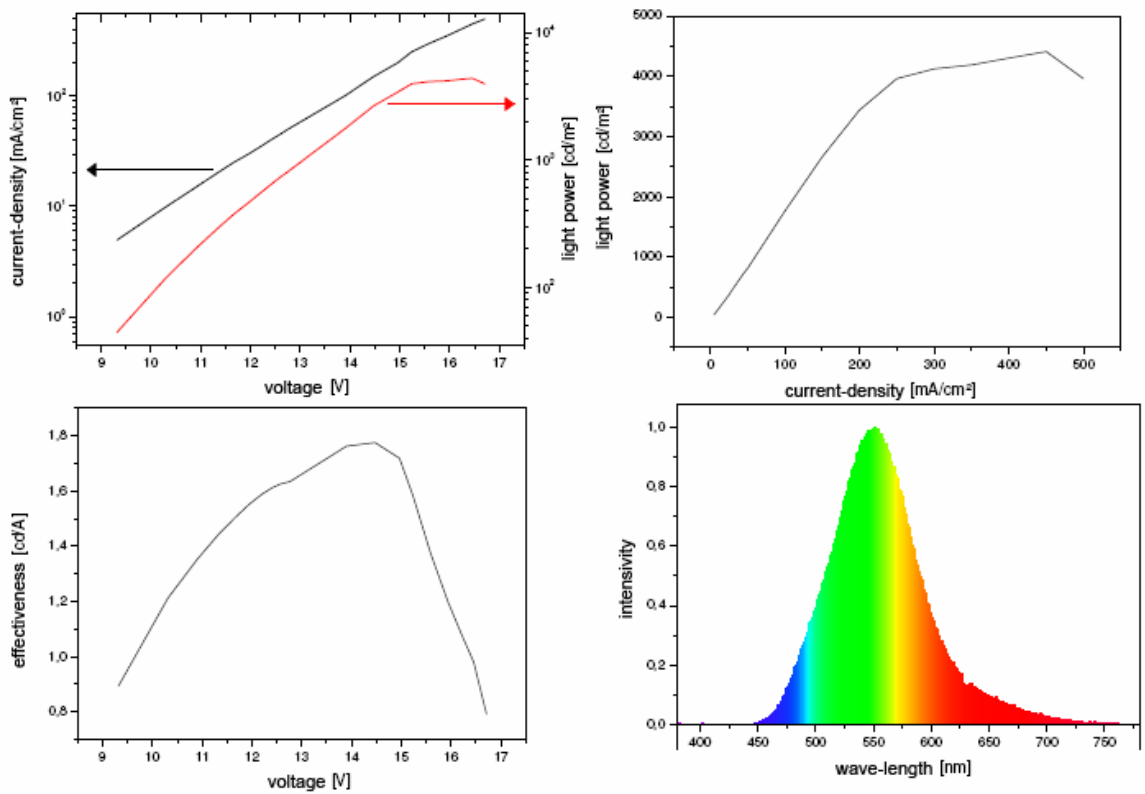 current-density [mA/cm²]
10²
10¹
10⁰
9 10 11 12 13 14 15 16 17
voltage [V]
10⁴
10³
10²
light power [cd/m²]
light power [cd/m²]
5000
4000
3000
2000
1000
0
0 100 200 300 400 500
current-density [mA/cm²]
effectiveness [cd/A]
1,8
1,6
1,4
1,2
1,0
0,8
9 10 11 12 13 14 15 16 17
voltage [V]
intensivity
1,0
0,8
0,6
0,4
0,2
0,0
400 450 500 550 600 650 700 750
wave-length [nm]